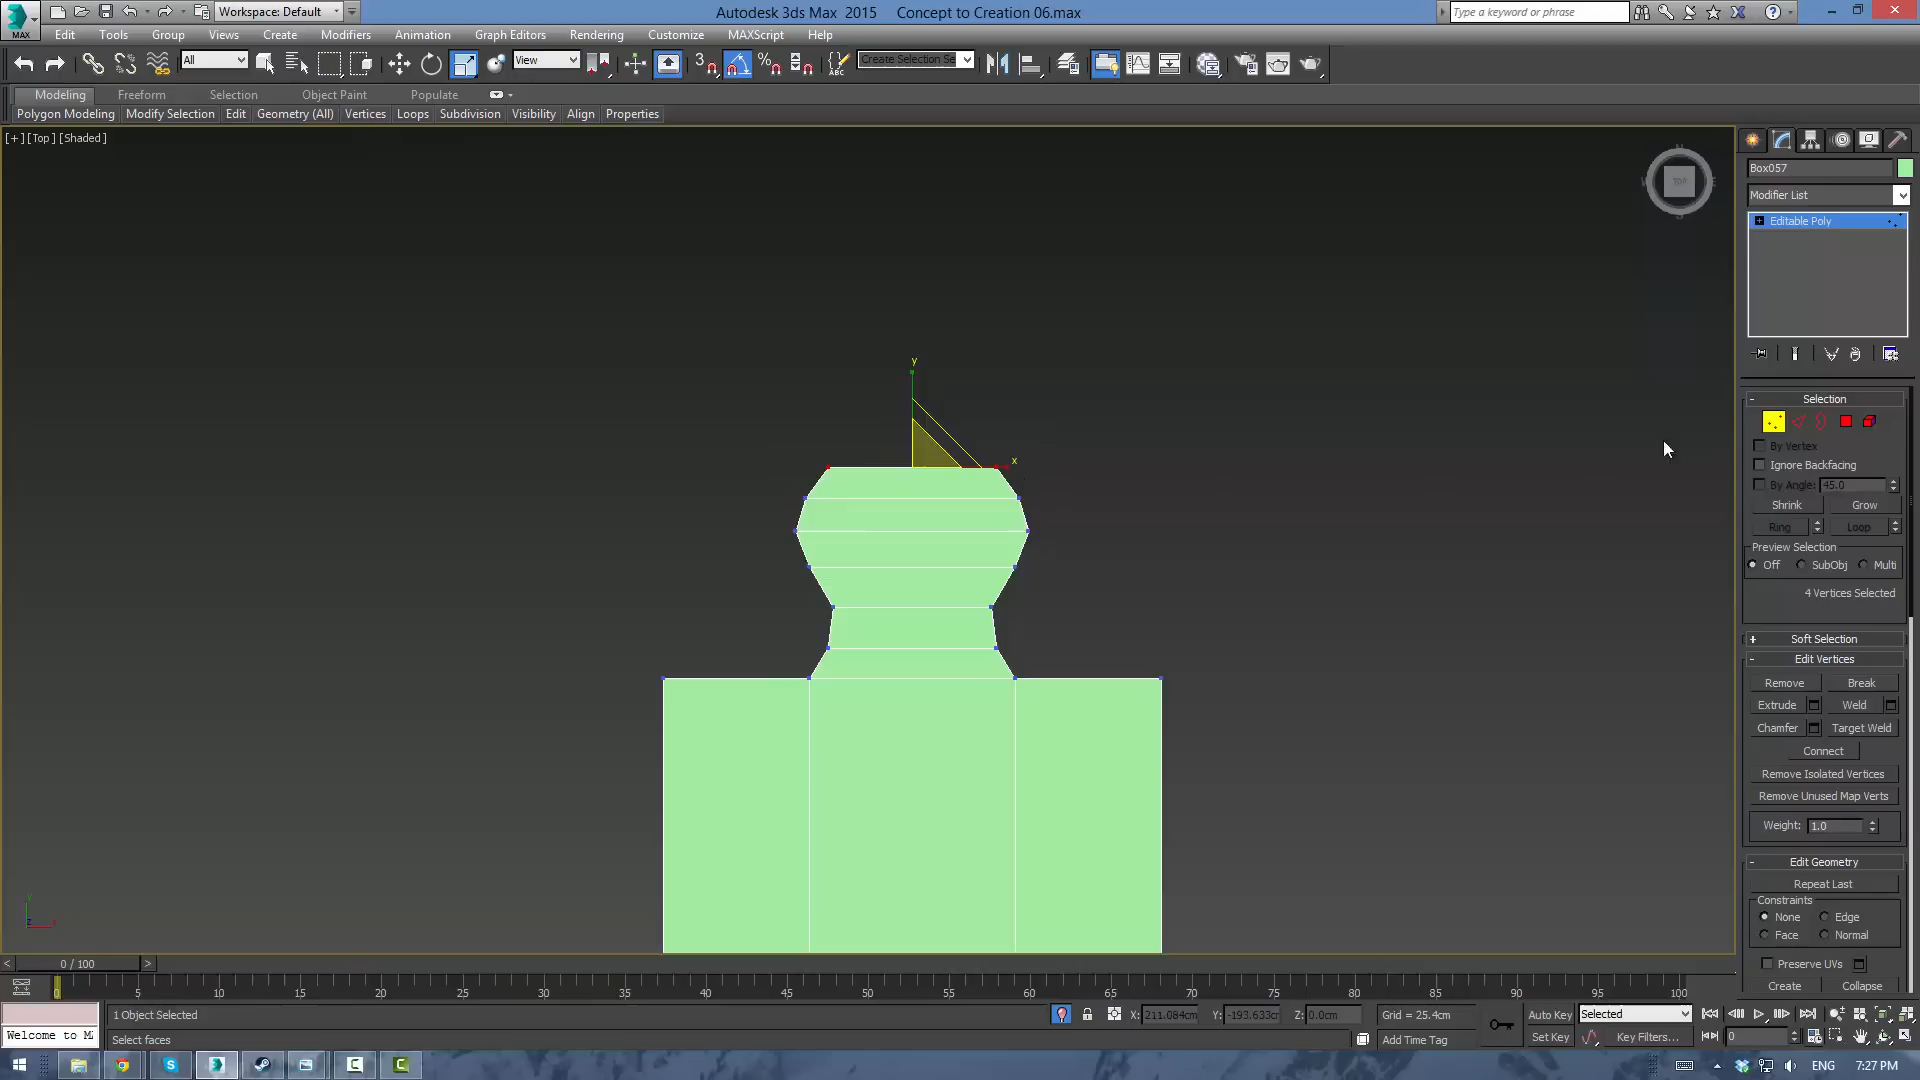 MAX
Workspace: Default
Autodesk 3ds Max 2015 Concept to Creation 06.max
Type a keyword or phrase
Edit Tools Group Views Create Modifiers Animation Graph Editors Rendering Customize MAXScript Help
All View 3 ABC Create Selection Se
Modeling Freeform Selection Object Paint Populate
Polygon Modeling Modify Selection Edit Geometry (All) Vertices Loops Subdivision Visibility Align Properties
[+] [Top] [Shaded]
TOP
y
x
Box057
Modifier List
Editable Poly
Selection
By Vertex
Ignore Backfacing
By Angle: 45.0
Shrink Grow
Ring Loop
Preview Selection
Off SubObj Multi
4 Vertices Selected
Soft Selection
Edit Vertices
Remove Break
Extrude Weld
Chamfer Target Weld
Connect
Remove Isolated Vertices
Remove Unused Map Verts
Weight: 1.0
Edit Geometry
Repeat Last
Constraints
None Edge
Face Normal
Preserve UVs
Create Collapse
0 / 100
5 10 15 20 25 30 35 40 45 50 55 60 65 70 75 80 85 90 95 100
1 Object Selected X: 211.084cm Y: -193.633cm Z: 0.0cm Grid = 25.4cm Auto Key Selected
Welcome to M
Select faces Add Time Tag Set Key Key Filters... 0
ENG 7:27 PM